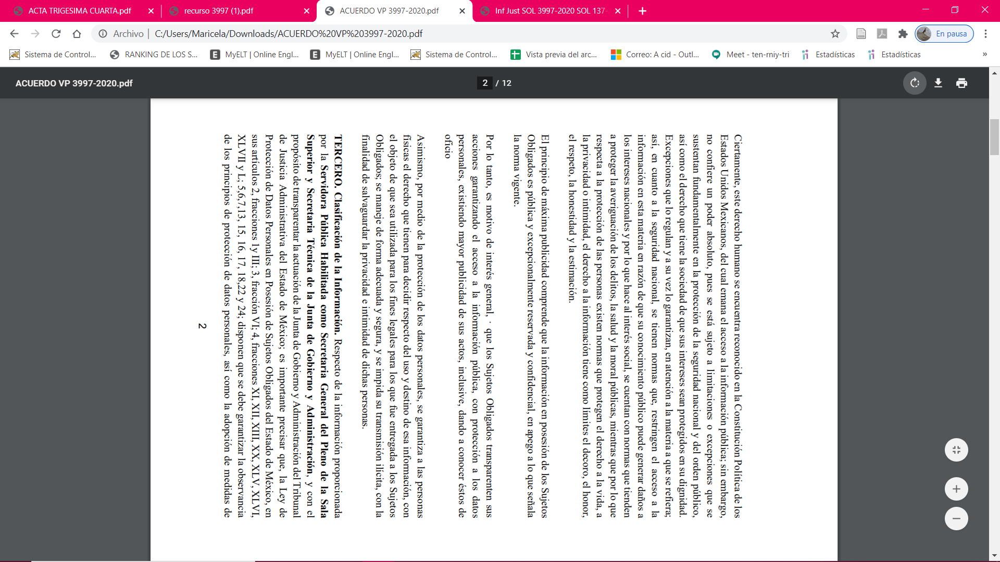 ACTA TRIGESIMA CUARTA.pdf
recurso 3997 (1).pdf
ACUERDO VP 3997-2020.pdf
Inf Just SOL 3997-2020 SOL 137-
Archivo | C:/Users/Maricela/Downloads/ACUERDO%20VP%203997-2020.pdf
En pausa
Sistema de Control...
RANKING DE LOS S...
MyELT | Online Engl...
MyELT | Online Engl...
Sistema de Control...
Vista previa del arc...
Correo: A cid - Outl...
Meet - ten-rniy-tri
Estadísticas
Estadísticas
»
ACUERDO VP 3997-2020.pdf
2 / 12
Ciertamente, este derecho humano se encuentra reconocido en la Constitución Política de los
Estados Unidos Mexicanos, del cual emana el acceso a la información pública; sin embargo,
no confiere un poder absoluto, pues se está sujeto a limitaciones o excepciones que se
sustentan fundamentalmente en la protección de la seguridad nacional y del orden público,
así como el derecho que tiene la sociedad de que sus intereses sean protegidos en su dignidad.
Excepciones que lo regulan y a su vez lo garantizan, en atención a la materia a que se refiera;
así, en cuanto a la seguridad nacional, se tienen normas que, restringen el acceso a la
información en esta materia en razón de que su conocimiento público puede generar daños a
los intereses nacionales y por lo que hace al interés social, se cuentan con normas que tienden
a proteger la averiguación de los delitos, la salud y la moral públicas, mientras que por lo que
respecta a la protección de las personas existen normas que protegen el derecho a la vida, a
la privacidad o intimidad, el derecho a la información tiene como límites el decoro, el honor,
el respeto, la honestidad y la estimación.
El principio de máxima publicidad comprende que la información en posesión de los Sujetos
Obligados es pública y excepcionalmente reservada y confidencial, en apego a lo que señala
la norma vigente.
Por lo tanto, es motivo de interés general, · que los Sujetos Obligados transparenten sus
acciones garantizando el acceso a la información pública, con protección a los datos
personales, existiendo mayor publicidad de sus actos, inclusive, dando a conocer éstos de
oficio
Asimismo, por medio de la protección de los datos personales, se garantiza a las personas
físicas el derecho que tienen para decidir respecto del uso y destino de esa información, con
el objeto de que sea utilizada para los fines legales para los que fue entregada a los Sujetos
Obligados; se maneje de forma adecuada y segura, y se impida su transmisión ilícita, con la
finalidad de salvaguardar la privacidad e intimidad de dichas personas.
TERCERO. Clasificación de la Información. Respecto de la información proporcionada
por la Servidora Pública Habilitada como Secretaria General del Pleno de la Sala
Superior y Secretaria Técnica de la Junta de Gobierno y Administración, y con el
propósito de transparentar la actuación de la Junta de Gobierno y Administración del Tribunal
de Justicia Administrativa del Estado de México; es importante precisar que, la Ley de
Protección de Datos Personales en Posesión de Sujetos Obligados del Estado de México, en
sus artículos 2, fracciones 1y III; 3, fracción VI; 4, fracciones XI, XII, XIII, XX, XLV, XLVI,
XLVII y L; 5,6,7,13, 15, 16, 17, 18,22 y 24; disponen que se debe garantizar la observancia
de los principios de protección de datos personales, así como la adopción de medidas de
2